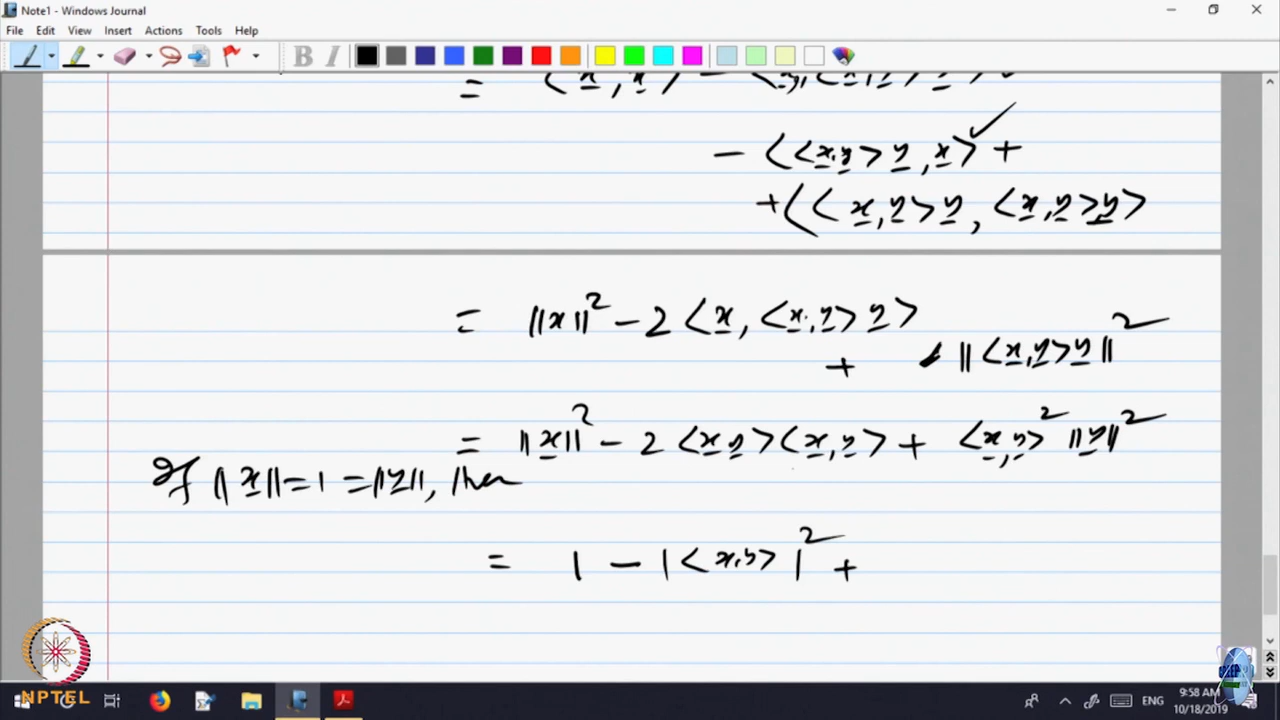 Note1 - Windows Journal
File Edit View Insert Actions Tools Help
B I
=
- <<x,y>y, x> ✓ +
+ <<x,y>y, <x,y>y>
= ||x||² - 2 <x, <x,y>y>
+ ||<x,y>y||²
= ||x||² - 2 <x,y><x,y> + <x,y>² ||y||²
If ||x|| = 1 = ||y||, then
= 1 - |<x,y>|² +
NPTEL
ENG
9:58 AM
10/18/2019